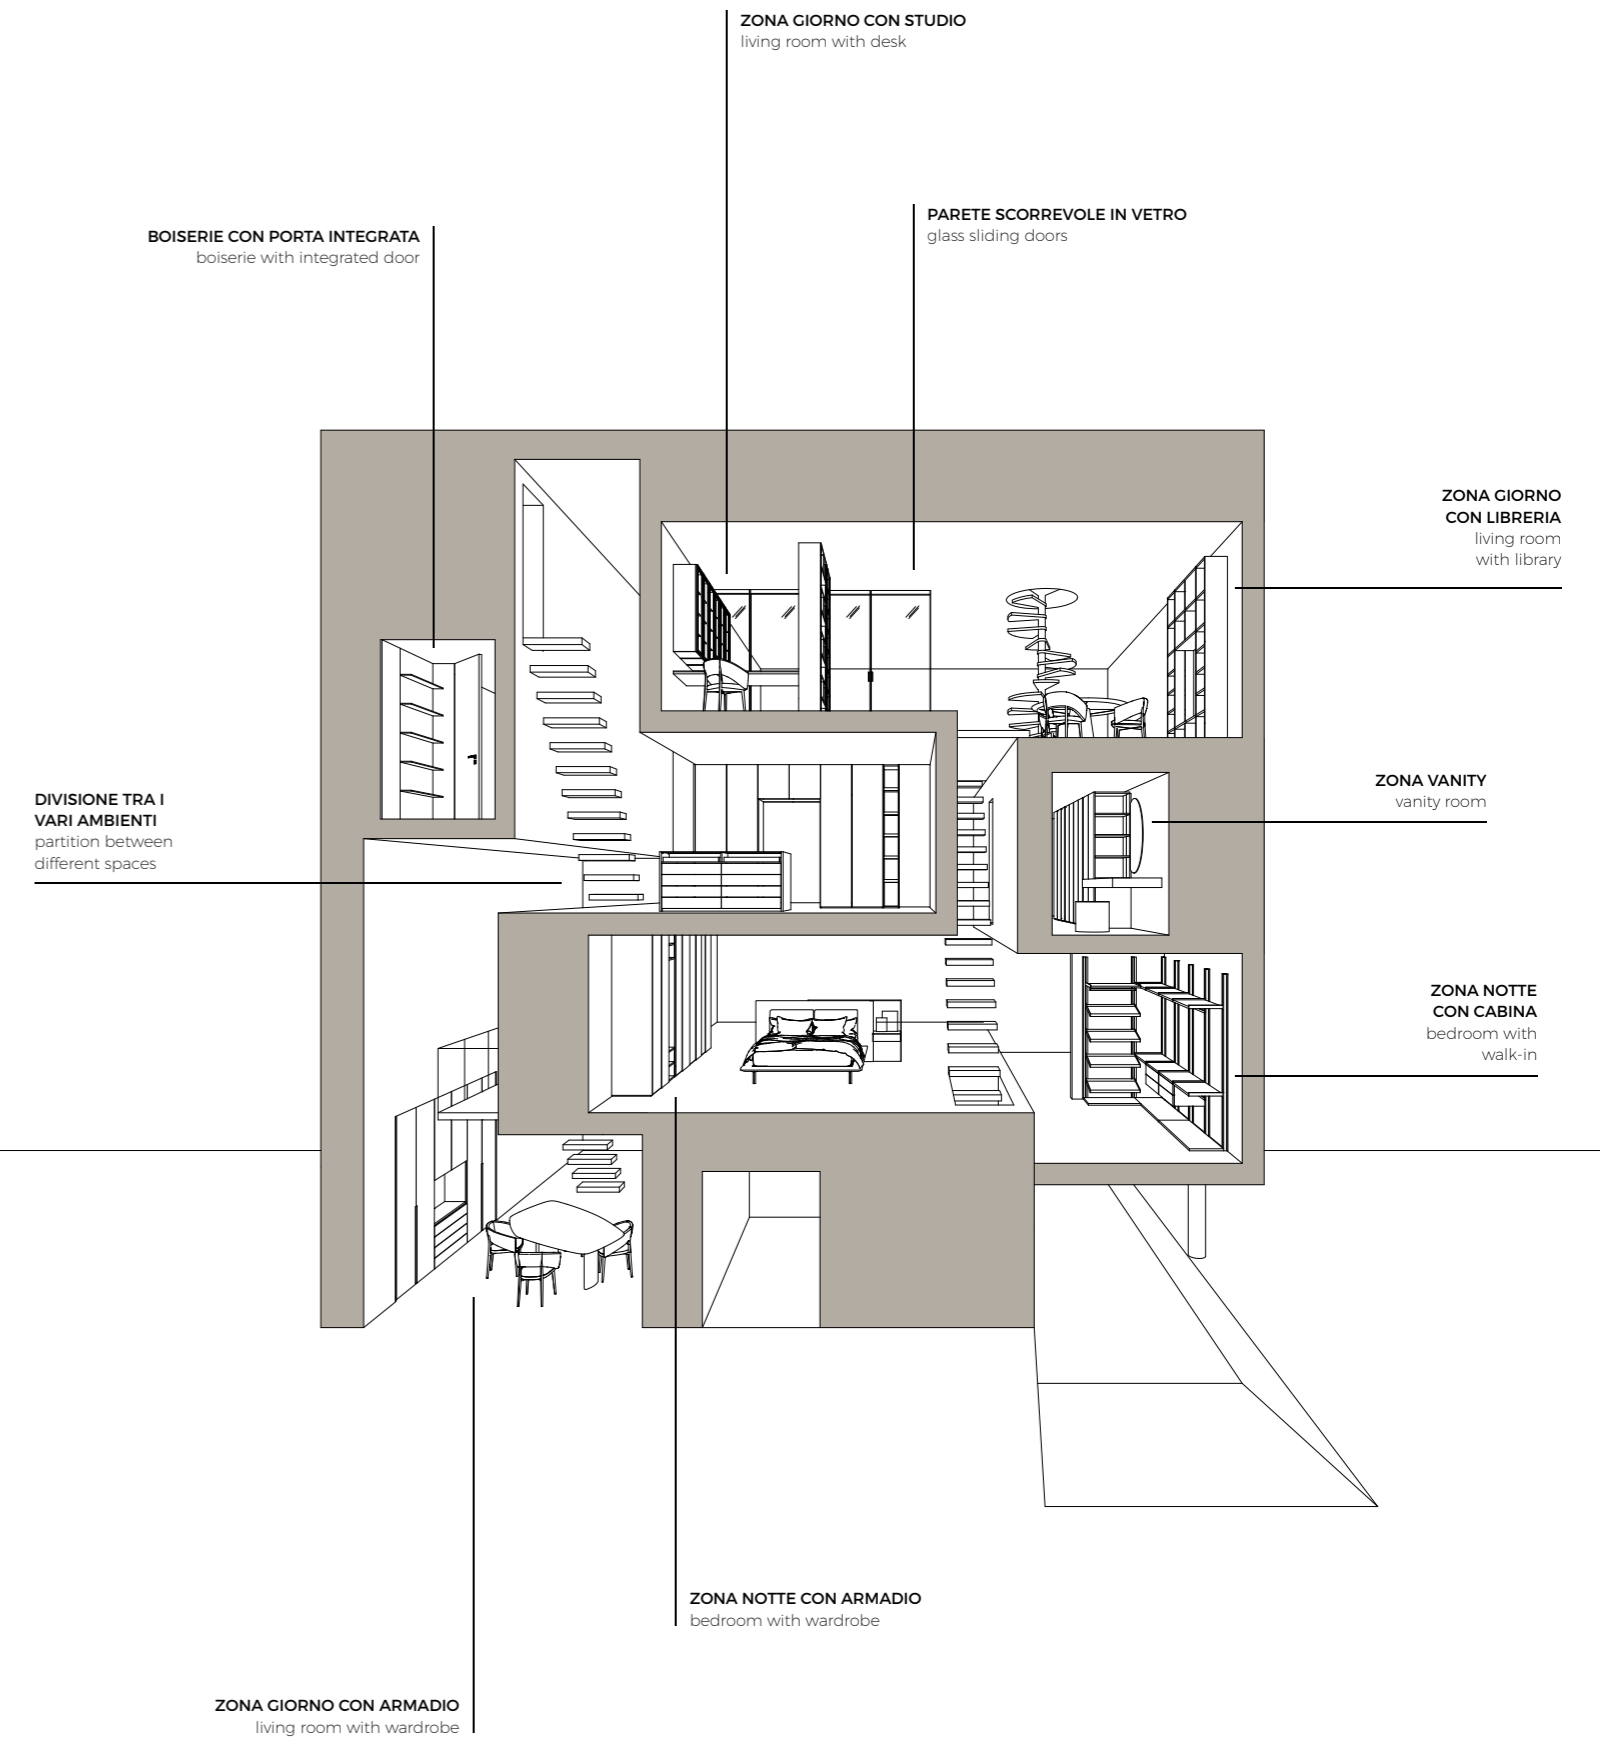 ZONA GIORNO CON STUDIO
living room with desk
PARETE SCORREVOLE IN VETRO
glass sliding doors
BOISERIE CON PORTA INTEGRATA
boiserie with integrated door
ZONA GIORNO
CON LIBRERIA
living room
with library
ZONA VANITY
vanity room
DIVISIONE TRA I
VARI AMBIENTI
partition between
different spaces
ZONA NOTTE
CON CABINA
bedroom with
walk-in
ZONA NOTTE CON ARMADIO
bedroom with wardrobe
ZONA GIORNO CON ARMADIO
living room with wardrobe